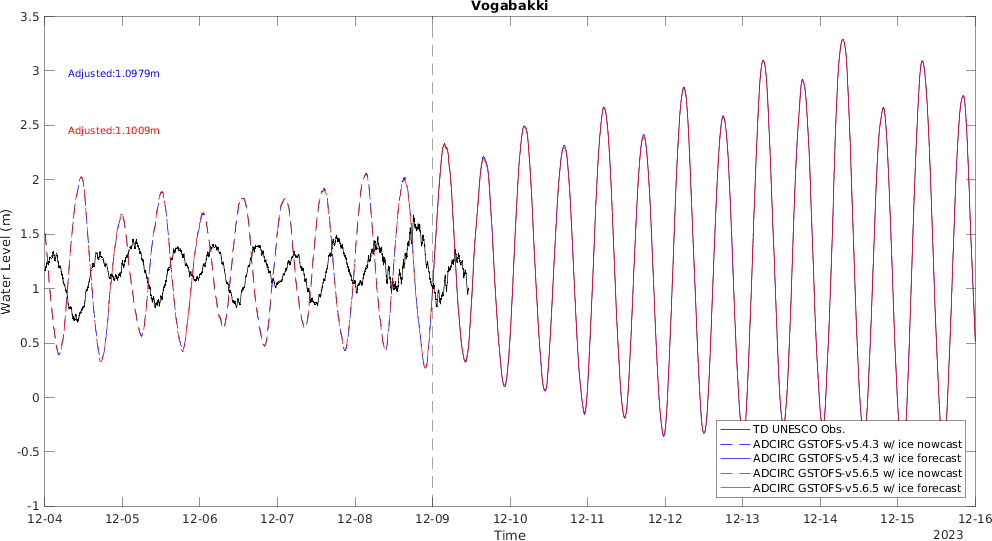 Vogabakki
3.5
3
2.5
2
1.5
1
0.5
0
-0.5
-1
Water Level (m)
Adjusted:1.0979m
Adjusted:1.1009m
TD UNESCO Obs.
ADCIRC GSTOFS-v5.4.3 w/ ice nowcast
ADCIRC GSTOFS-v5.4.3 w/ ice forecast
ADCIRC GSTOFS-v5.6.5 w/ ice nowcast
ADCIRC GSTOFS-v5.6.5 w/ ice forecast
12-04 12-05 12-06 12-07 12-08 12-09 12-10 12-11 12-12 12-13 12-14 12-15 12-16
Time
2023